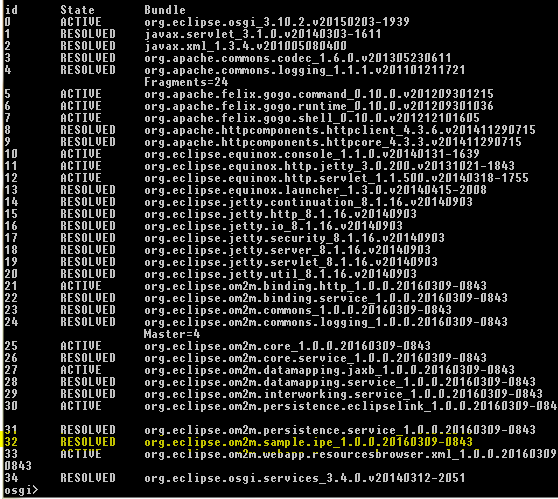 id State Bundle
0 ACTIVE org.eclipse.osgi_3.10.2.v20150203-1939
1 RESOLVED javax.servlet_3.1.0.v20140303-1611
2 RESOLVED javax.xml_1.3.4.v201005080400
3 RESOLVED org.apache.commons.codec_1.6.0.v201305230611
4 RESOLVED org.apache.commons.logging_1.1.1.v201101211721
Fragments=24
5 ACTIVE org.apache.felix.gogo.command_0.10.0.v201209301215
6 ACTIVE org.apache.felix.gogo.runtime_0.10.0.v201209301036
7 ACTIVE org.apache.felix.gogo.shell_0.10.0.v201212101605
8 RESOLVED org.apache.httpcomponents.httpclient_4.3.6.v201411290715
9 RESOLVED org.apache.httpcomponents.httpcore_4.3.3.v201411290715
10 ACTIVE org.eclipse.equinox.console_1.1.0.v20140131-1639
11 ACTIVE org.eclipse.equinox.http.jetty_3.0.200.v20131021-1843
12 ACTIVE org.eclipse.equinox.http.servlet_1.1.500.v20140318-1755
13 RESOLVED org.eclipse.equinox.launcher_1.3.0.v20140415-2008
14 RESOLVED org.eclipse.jetty.continuation_8.1.16.v20140903
15 RESOLVED org.eclipse.jetty.http_8.1.16.v20140903
16 RESOLVED org.eclipse.jetty.io_8.1.16.v20140903
17 RESOLVED org.eclipse.jetty.security_8.1.16.v20140903
18 RESOLVED org.eclipse.jetty.server_8.1.16.v20140903
19 RESOLVED org.eclipse.jetty.servlet_8.1.16.v20140903
20 RESOLVED org.eclipse.jetty.util_8.1.16.v20140903
21 ACTIVE org.eclipse.om2m.binding.http_1.0.0.20160309-0843
22 RESOLVED org.eclipse.om2m.binding.service_1.0.0.20160309-0843
23 RESOLVED org.eclipse.om2m.commons_1.0.0.20160309-0843
24 RESOLVED org.eclipse.om2m.commons.logging_1.0.0.20160309-0843
Master=4
25 ACTIVE org.eclipse.om2m.core_1.0.0.20160309-0843
26 RESOLVED org.eclipse.om2m.core.service_1.0.0.20160309-0843
27 ACTIVE org.eclipse.om2m.datamapping.jaxb_1.0.0.20160309-0843
28 RESOLVED org.eclipse.om2m.datamapping.service_1.0.0.20160309-0843
29 RESOLVED org.eclipse.om2m.interworking.service_1.0.0.20160309-0843
30 ACTIVE org.eclipse.om2m.persistence.eclipselink_1.0.0.20160309-084
31 RESOLVED org.eclipse.om2m.persistence.service_1.0.0.20160309-0843
32 RESOLVED org.eclipse.om2m.sample.ipe_1.0.0.20160309-0843
33 ACTIVE org.eclipse.om2m.webapp.resourcesbrowser.xml_1.0.0.20160309
0843
34 RESOLVED org.eclipse.osgi.services_3.4.0.v20140312-2051
osgi>